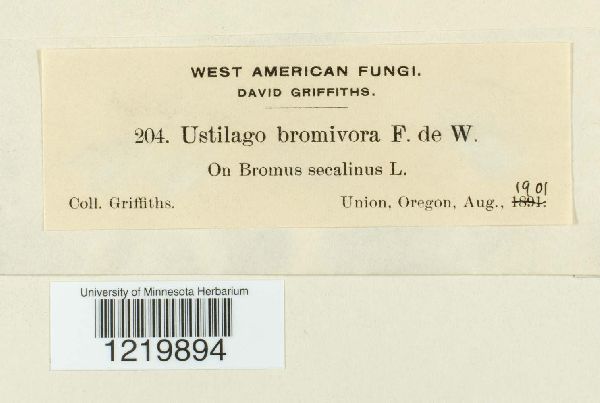 WEST AMERICAN FUNGI.
DAVID GRIFFITHS.
204. Ustilago bromivora F. de W.
On Bromus secalinus L.
Coll. Griffiths.
Union, Oregon, Aug., 1891.
1901
University of Minnesota Herbarium
1219894